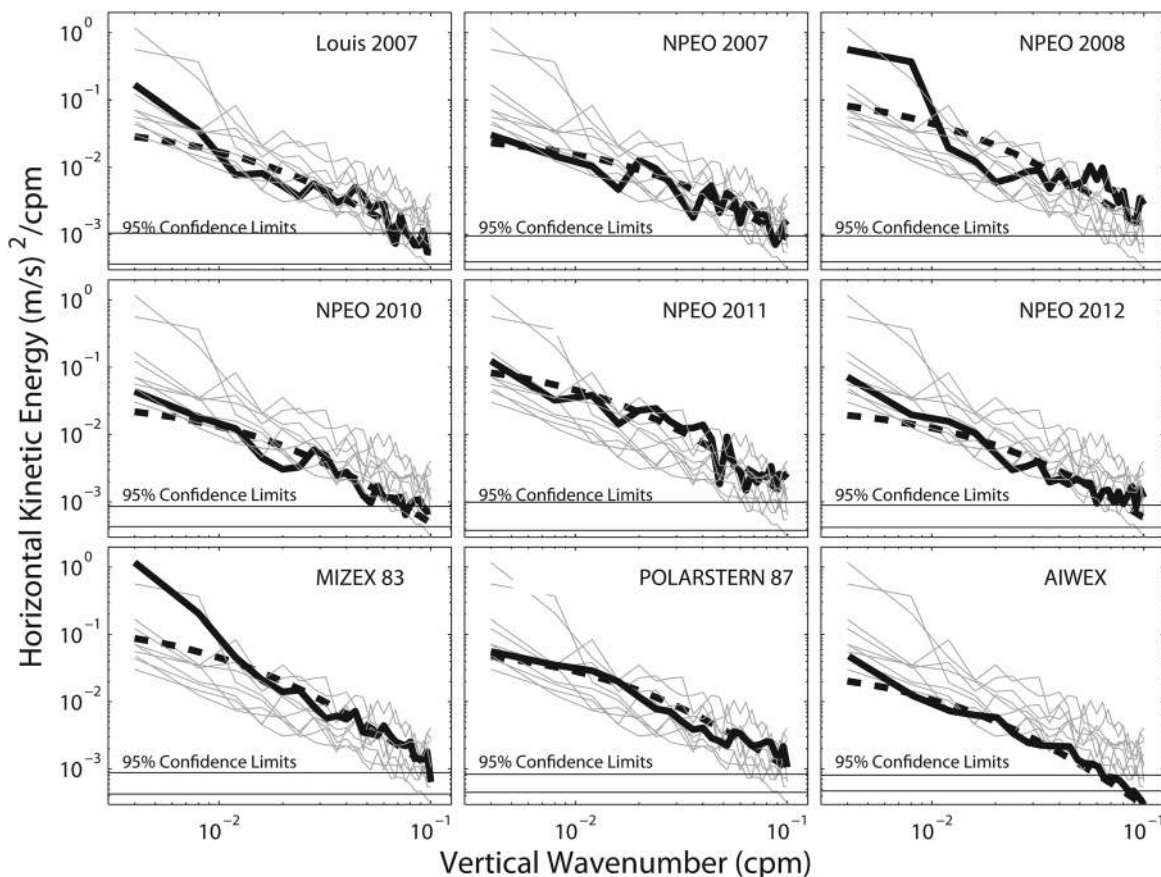 Horizontal Kinetic Energy (m/s) ²/cpm
10⁰
10⁻¹
10⁻²
10⁻³
Louis 2007
95% Confidence Limits
NPEO 2007
95% Confidence Limits
NPEO 2008
95% Confidence Limits
10⁰
10⁻¹
10⁻²
10⁻³
NPEO 2010
95% Confidence Limits
NPEO 2011
95% Confidence Limits
NPEO 2012
95% Confidence Limits
10⁰
10⁻¹
10⁻²
10⁻³
MIZEX 83
95% Confidence Limits
POLARSTERN 87
95% Confidence Limits
AIWEX
95% Confidence Limits
10⁻² 10⁻¹ 10⁻² 10⁻¹ 10⁻² 10⁻¹
Vertical Wavenumber (cpm)